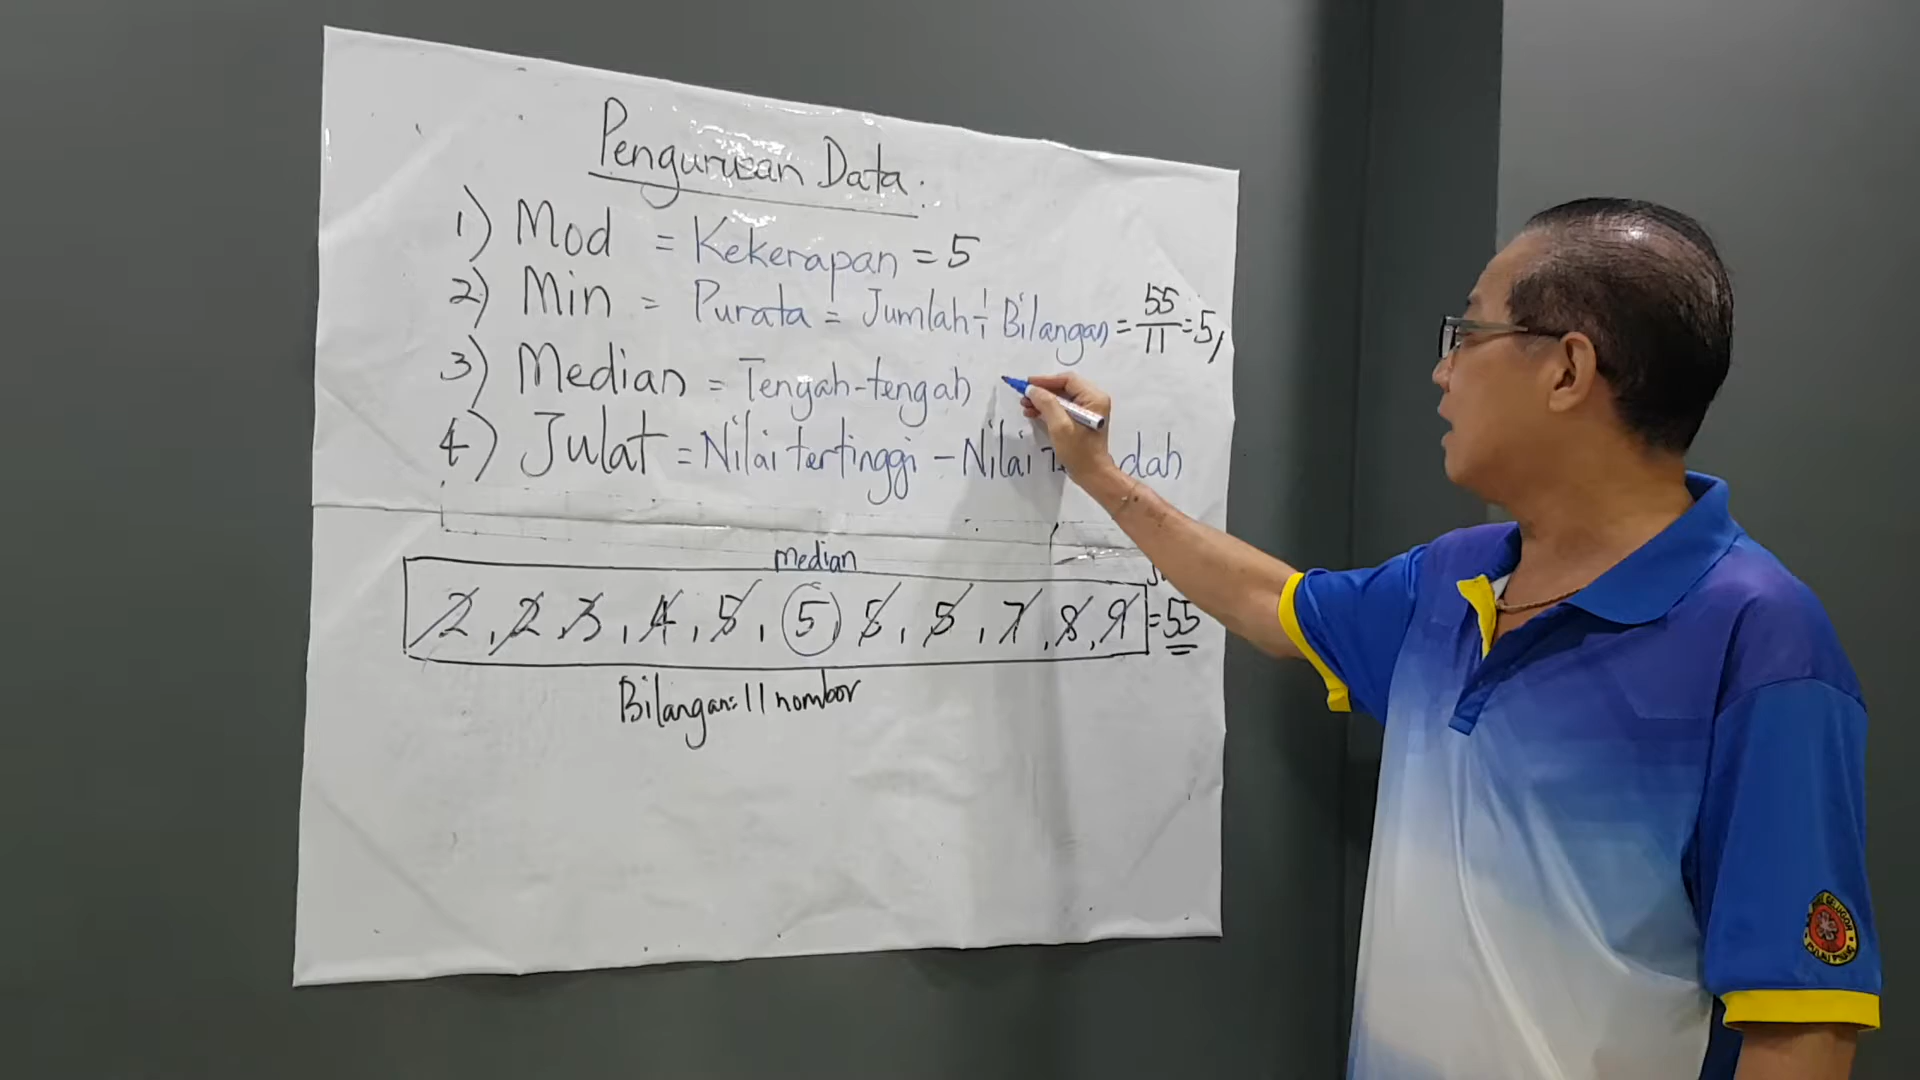 Pengurusan Data:
1) Mod = Kekerapan = 5
2) Min = Purata = Jumlah ÷ Bilangan = 55/11 = 5,
3) Median = Tengah-tengah
4) Julat = Nilai tertinggi - Nilai
median
2, 2, 3, 4, 5, 5, 5, 5, 7, 8, 9 = 55
Bilangan: 11 nombor